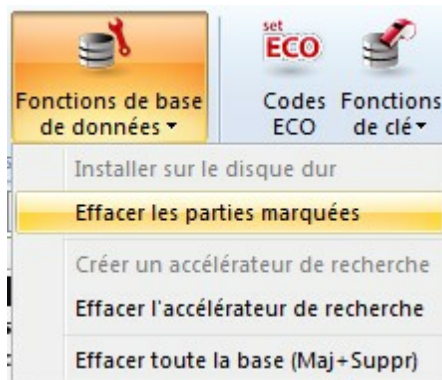 set
ECO
Fonctions de base
de données
Codes
ECO
Fonctions
de clé
Installer sur le disque dur
Effacer les parties marquées
Créer un accélérateur de recherche
Effacer l'accélérateur de recherche
Effacer toute la base (Maj+Suppr)